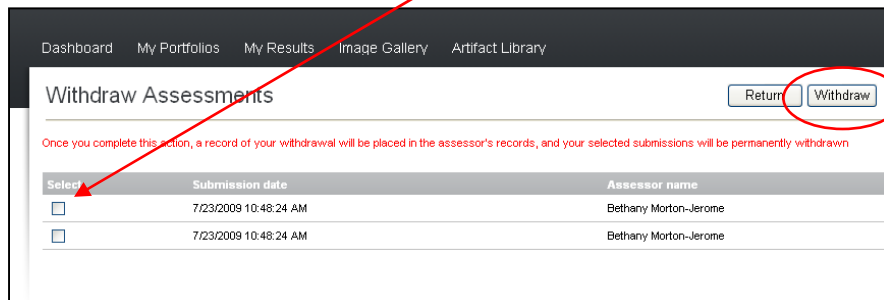 Dashboard My Portfolios My Results Image Gallery Artifact Library
Withdraw Assessments Return Withdraw
Once you complete this action, a record of your withdrawal will be placed in the assessor's records, and your selected submissions will be permanently withdrawn
Select Submission date Assessor name
7/23/2009 10:48:24 AM Bethany Morton-Jerome
7/23/2009 10:48:24 AM Bethany Morton-Jerome